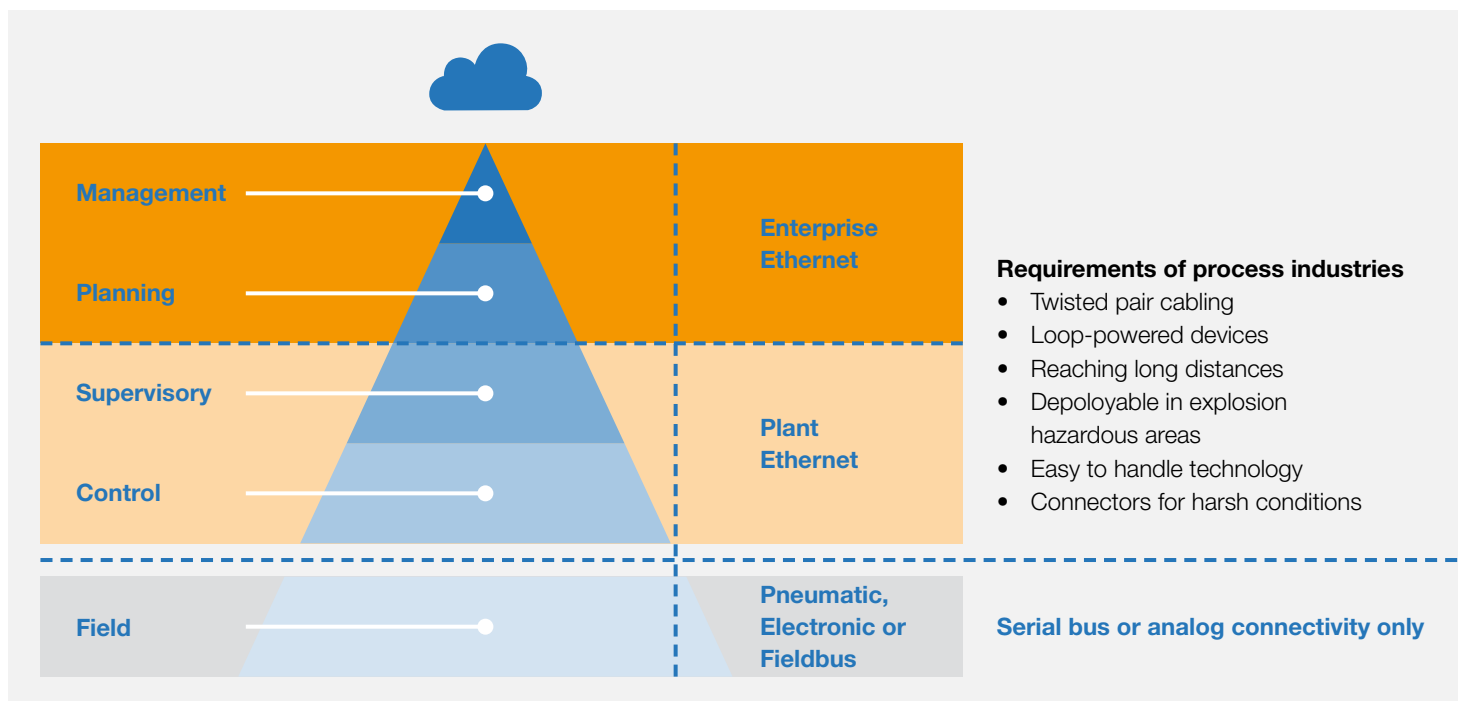 Management
Planning
Supervisory
Control
Field
Enterprise
Ethernet
Plant
Ethernet
Pneumatic,
Electronic or
Fieldbus
Requirements of process industries
• Twisted pair cabling
• Loop-powered devices
• Reaching long distances
• Depoloyable in explosion
hazardous areas
• Easy to handle technology
• Connectors for harsh conditions
Serial bus or analog connectivity only